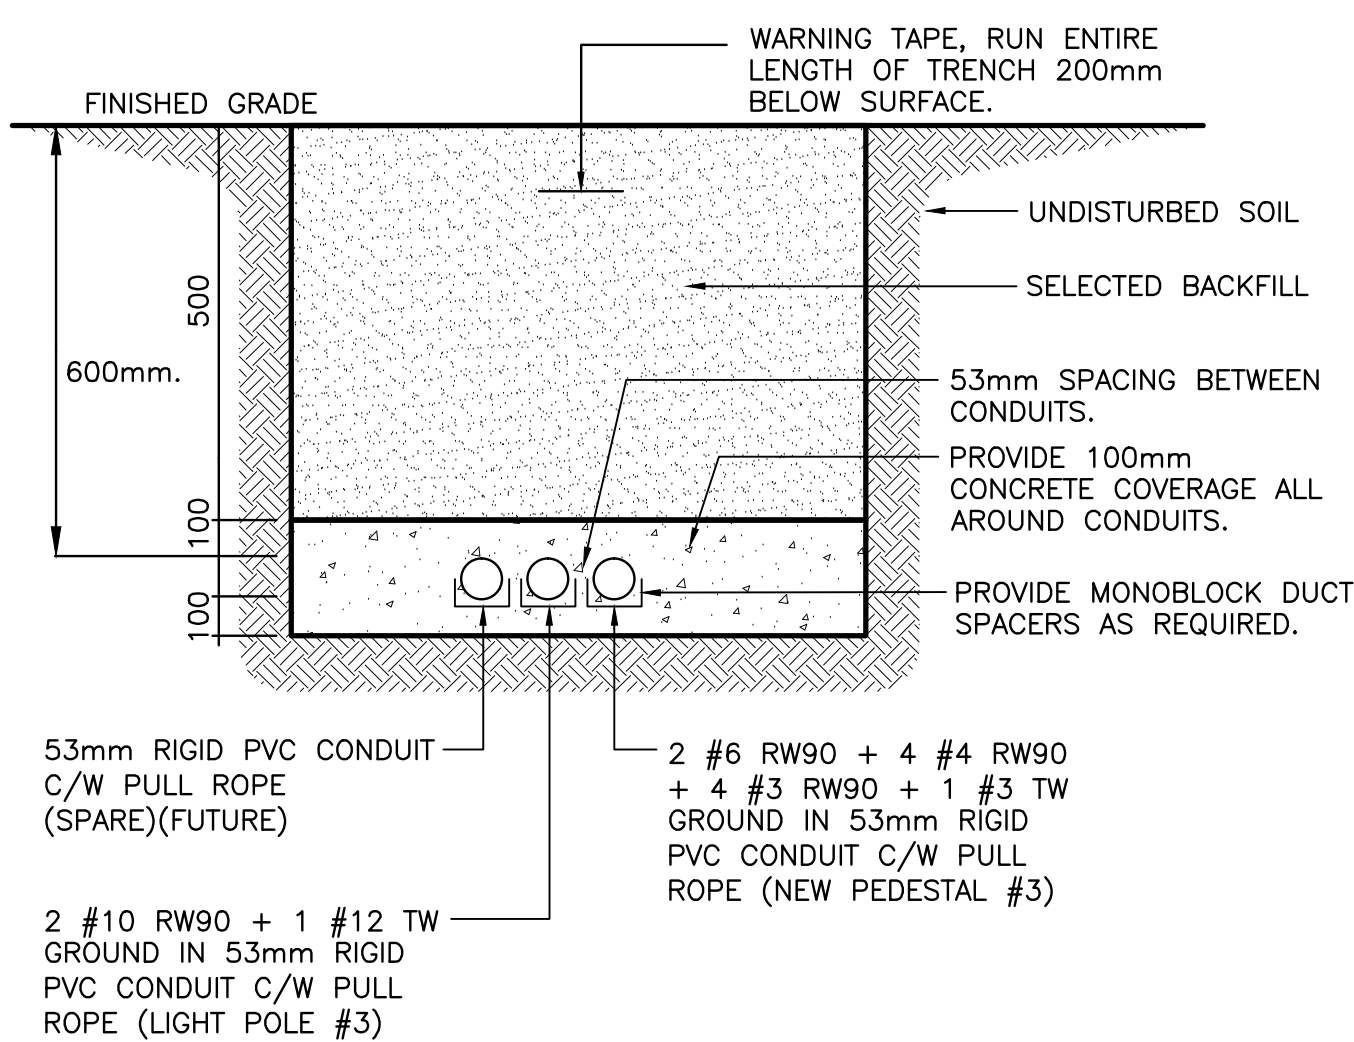 WARNING TAPE, RUN ENTIRE
LENGTH OF TRENCH 200mm
BELOW SURFACE.
FINISHED GRADE
UNDISTURBED SOIL
SELECTED BACKFILL
500
600mm.
53mm SPACING BETWEEN
CONDUITS.
PROVIDE 100mm
CONCRETE COVERAGE ALL
AROUND CONDUITS.
100
PROVIDE MONOBLOCK DUCT
SPACERS AS REQUIRED.
100
53mm RIGID PVC CONDUIT
C/W PULL ROPE
(SPARE)(FUTURE)
2 #6 RW90 + 4 #4 RW90
+ 4 #3 RW90 + 1 #3 TW
GROUND IN 53mm RIGID
PVC CONDUIT C/W PULL
ROPE (NEW PEDESTAL #3)
2 #10 RW90 + 1 #12 TW
GROUND IN 53mm RIGID
PVC CONDUIT C/W PULL
ROPE (LIGHT POLE #3)